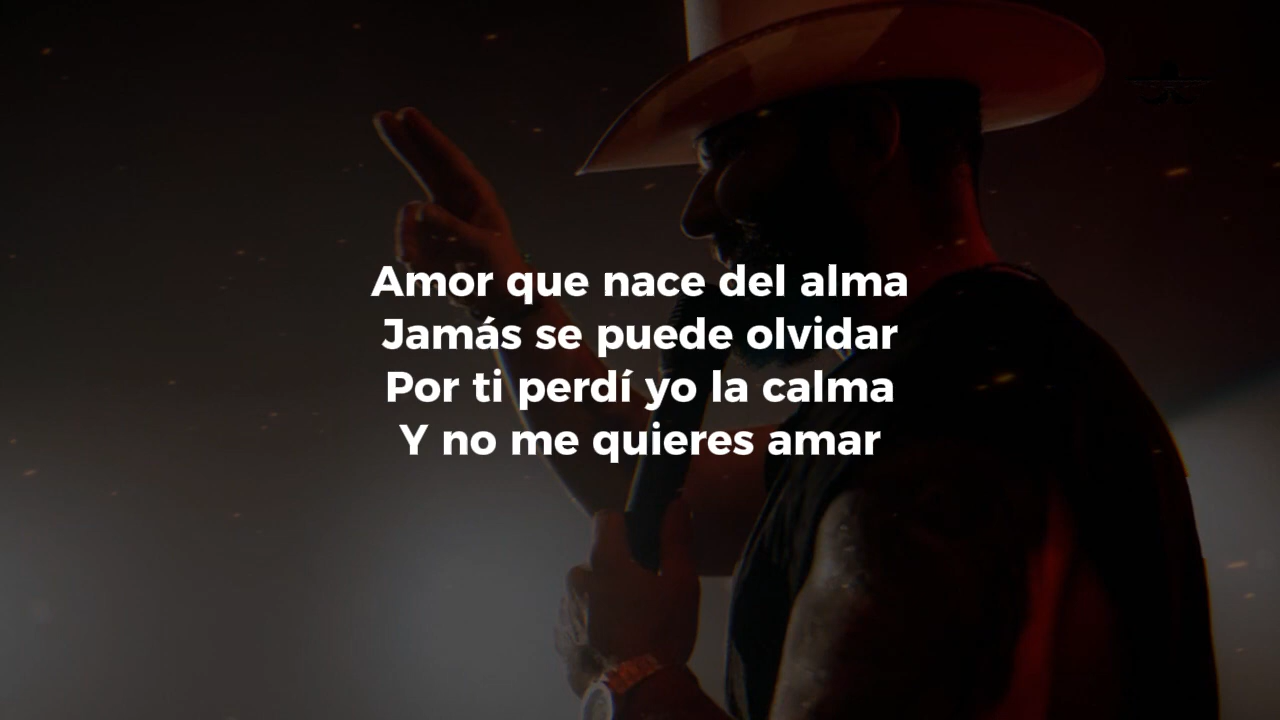 Amor que nace del alma
Jamás se puede olvidar
Por ti perdí yo la calma
Y no me quieres amar